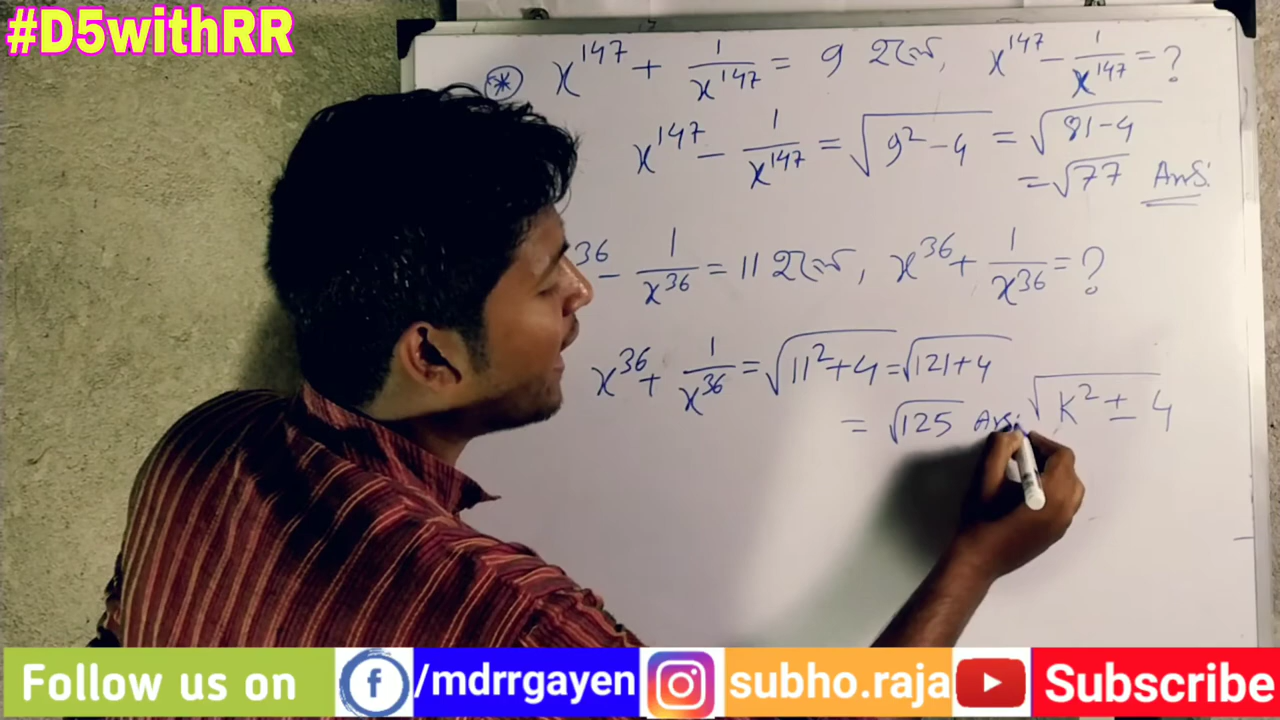 #D5withRR
* x^147 + 1/x^147 = 9 হলে, x^147 - 1/x^147 = ?
x^147 - 1/x^147 = √(9² - 4) = √(81 - 4)
= √77 Ans:
36 - 1/x^36 = 11 হলে, x^36 + 1/x^36 = ?
x^36 + 1/x^36 = √(11² + 4) = √(121 + 4)
= √125 Ans: √(K² ± 4)
Follow us on /mdrrgayen subho.raja Subscribe